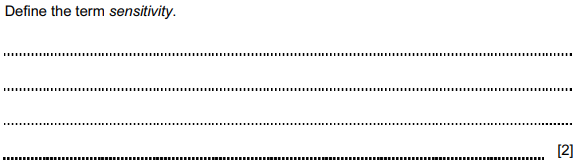 Define the term sensitivity.
[2]